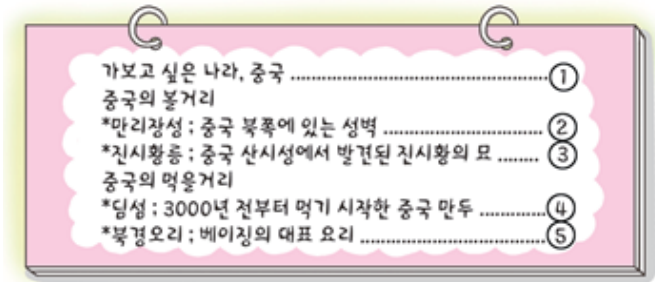 가보고 싶은 나라, 중국 ............................................... ①
중국의 볼거리
*만리장성 ; 중국 북쪽에 있는 성벽 .............................. ②
*진시황릉 ; 중국 산시성에서 발견된 진시황의 묘 ........ ③
중국의 먹을거리
*딤섬 ; 3000년 전부터 먹기 시작한 중국 만두 ............. ④
*북경오리 ; 베이징의 대표 요리 .................................. ⑤